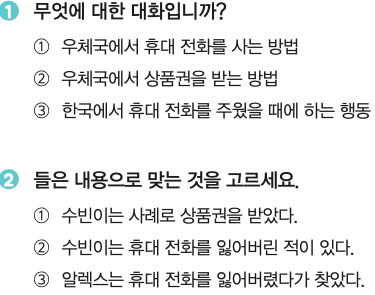 1 무엇에 대한 대화입니까?
① 우체국에서 휴대 전화를 사는 방법
② 우체국에서 상품권을 받는 방법
③ 한국에서 휴대 전화를 주웠을 때에 하는 행동
2 들은 내용으로 맞는 것을 고르세요.
① 수빈이는 사례로 상품권을 받았다.
② 수빈이는 휴대 전화를 잃어버린 적이 있다.
③ 알렉스는 휴대 전화를 잃어버렸다가 찾았다.